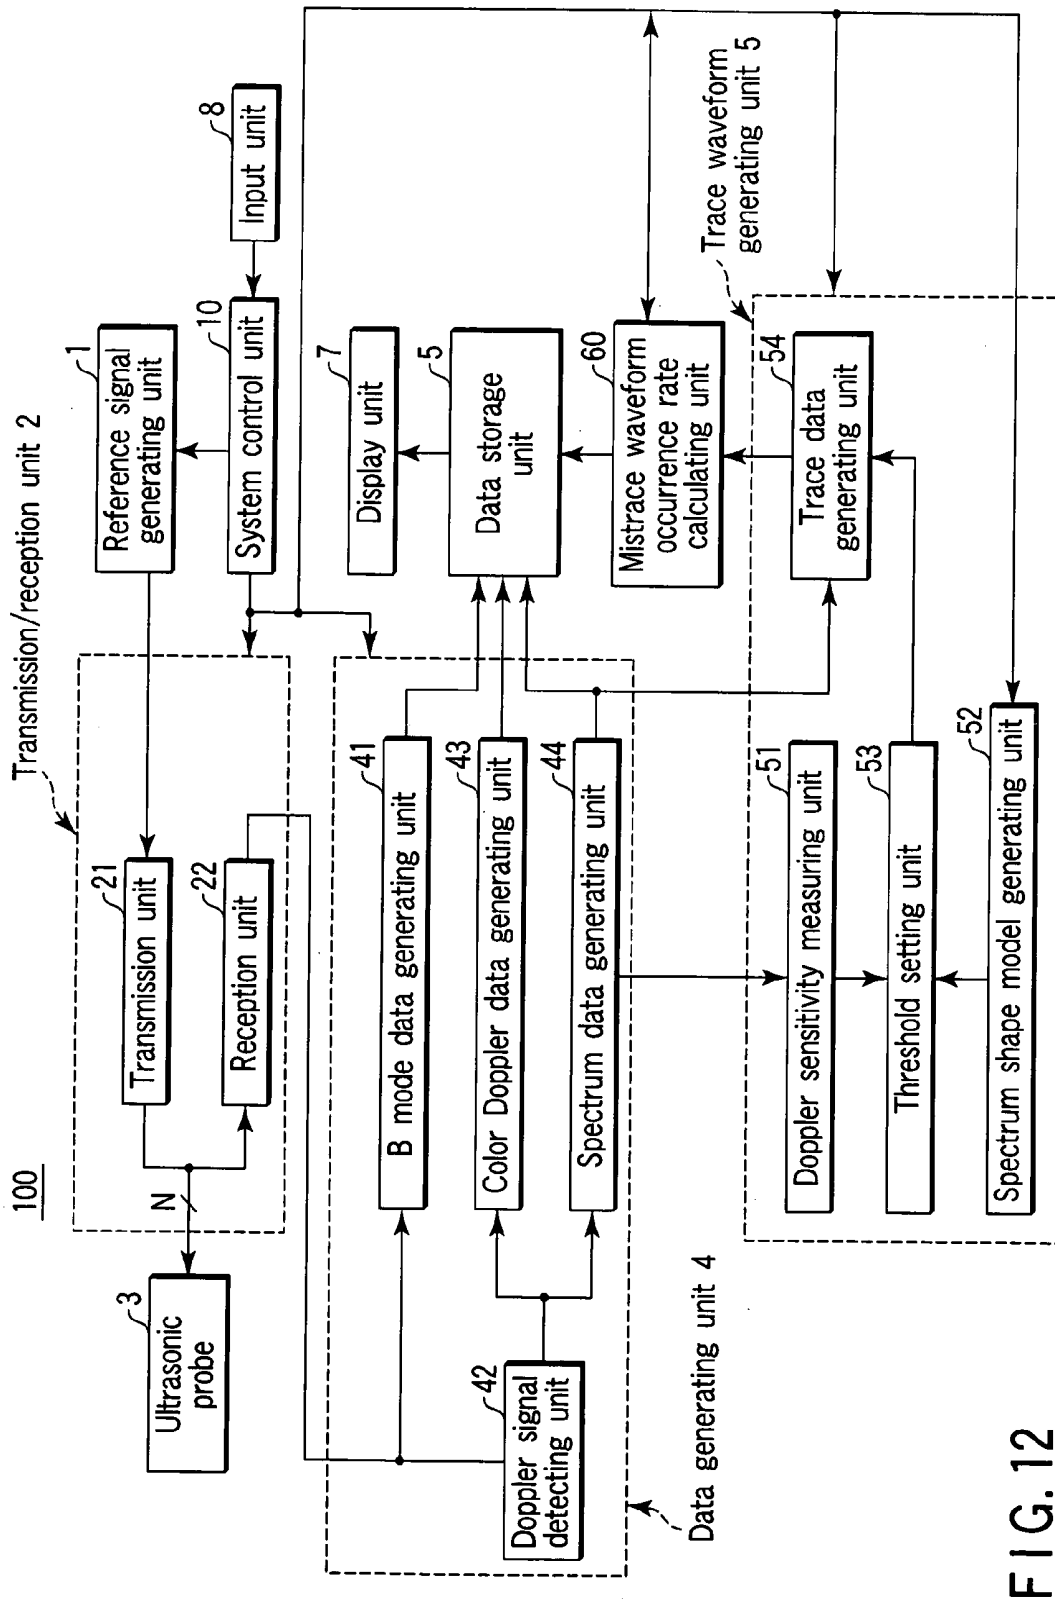 100
Transmission/reception unit 2
3
Ultrasonic
probe
N
21
Transmission unit
22
Reception unit
1
Reference signal
generating unit
10
System control unit
8
Input unit
41
B mode data generating unit
42
Doppler signal
detecting unit
43
Color Doppler data generating unit
44
Spectrum data generating unit
Data generating unit 4
7
Display unit
5
Data storage
unit
60
Mistrace waveform
occurrence rate
calculating unit
Trace waveform
generating unit 5
51
Doppler sensitivity measuring unit
53
Threshold setting unit
52
Spectrum shape model generating unit
54
Trace data
generating unit
FIG. 12